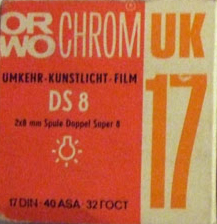 ORWO CHROM UK
17
UMKEHR-KUNSTLICHT-FILM
DS 8
2x8 mm Spule Doppel Super 8
17 DIN · 40 ASA · 32 ГОСТ